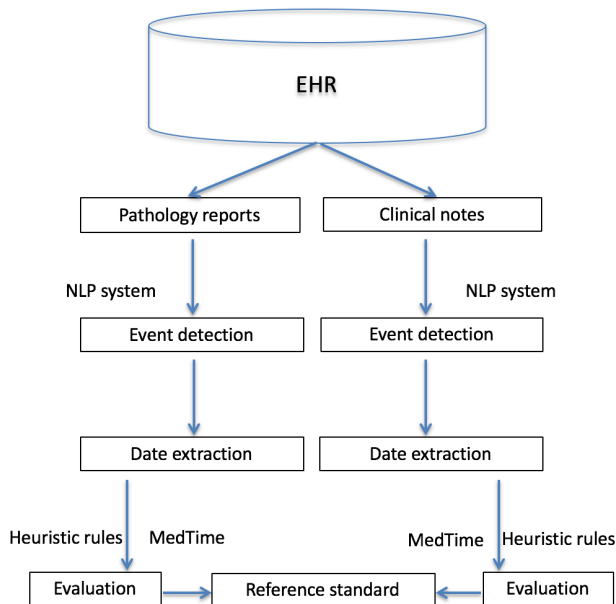 EHR
Pathology reports
Clinical notes
NLP system
NLP system
Event detection
Event detection
Date extraction
Date extraction
Heuristic rules
MedTime
MedTime
Heuristic rules
Evaluation
Reference standard
Evaluation